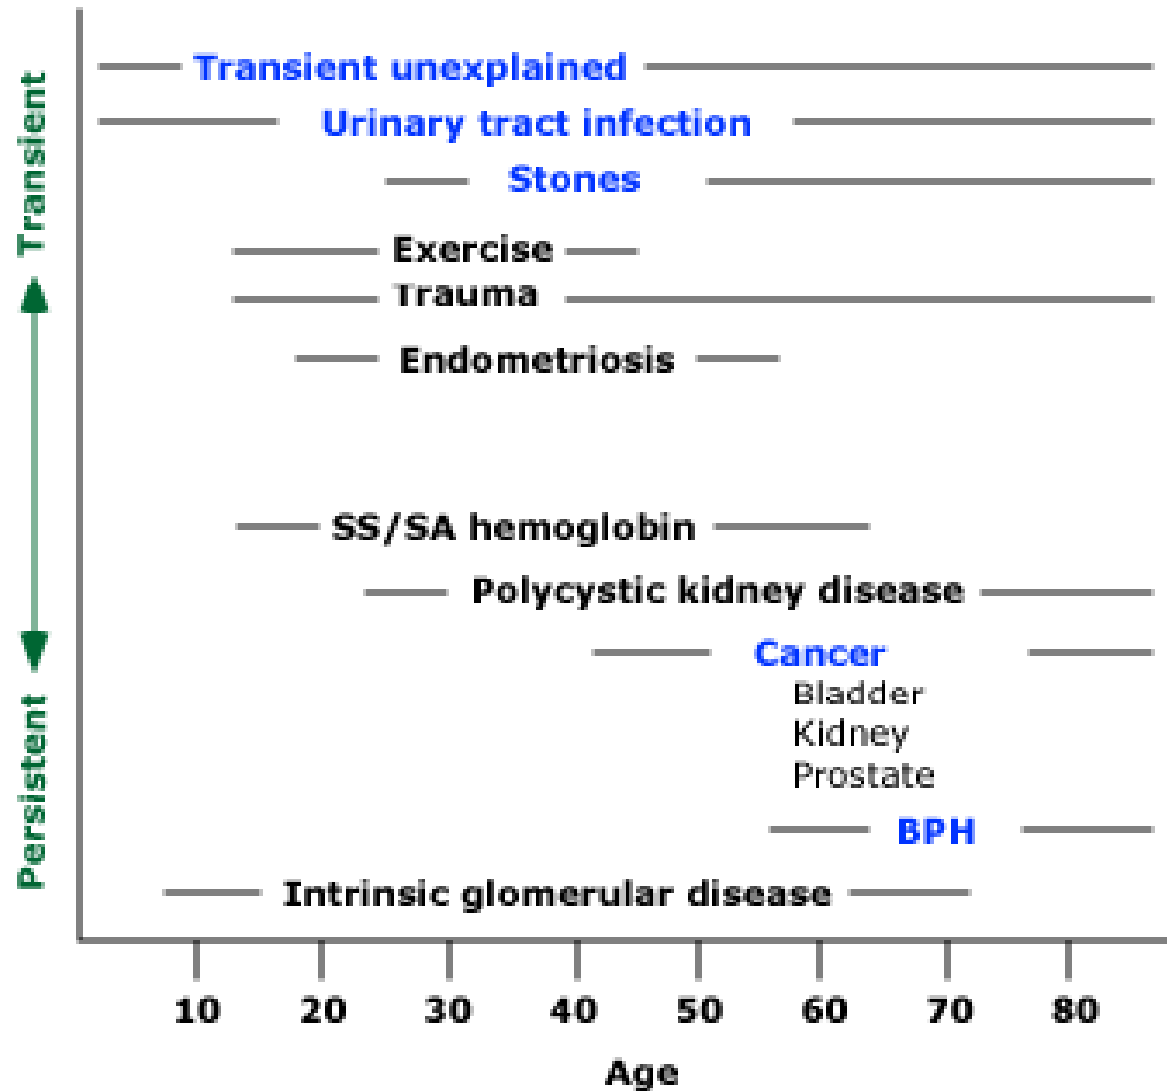 Transient
Persistent
Transient unexplained
Urinary tract infection
Stones
Exercise
Trauma
Endometriosis
SS/SA hemoglobin
Polycystic kidney disease
Cancer
Bladder
Kidney
Prostate
BPH
Intrinsic glomerular disease
10 20 30 40 50 60 70 80
Age